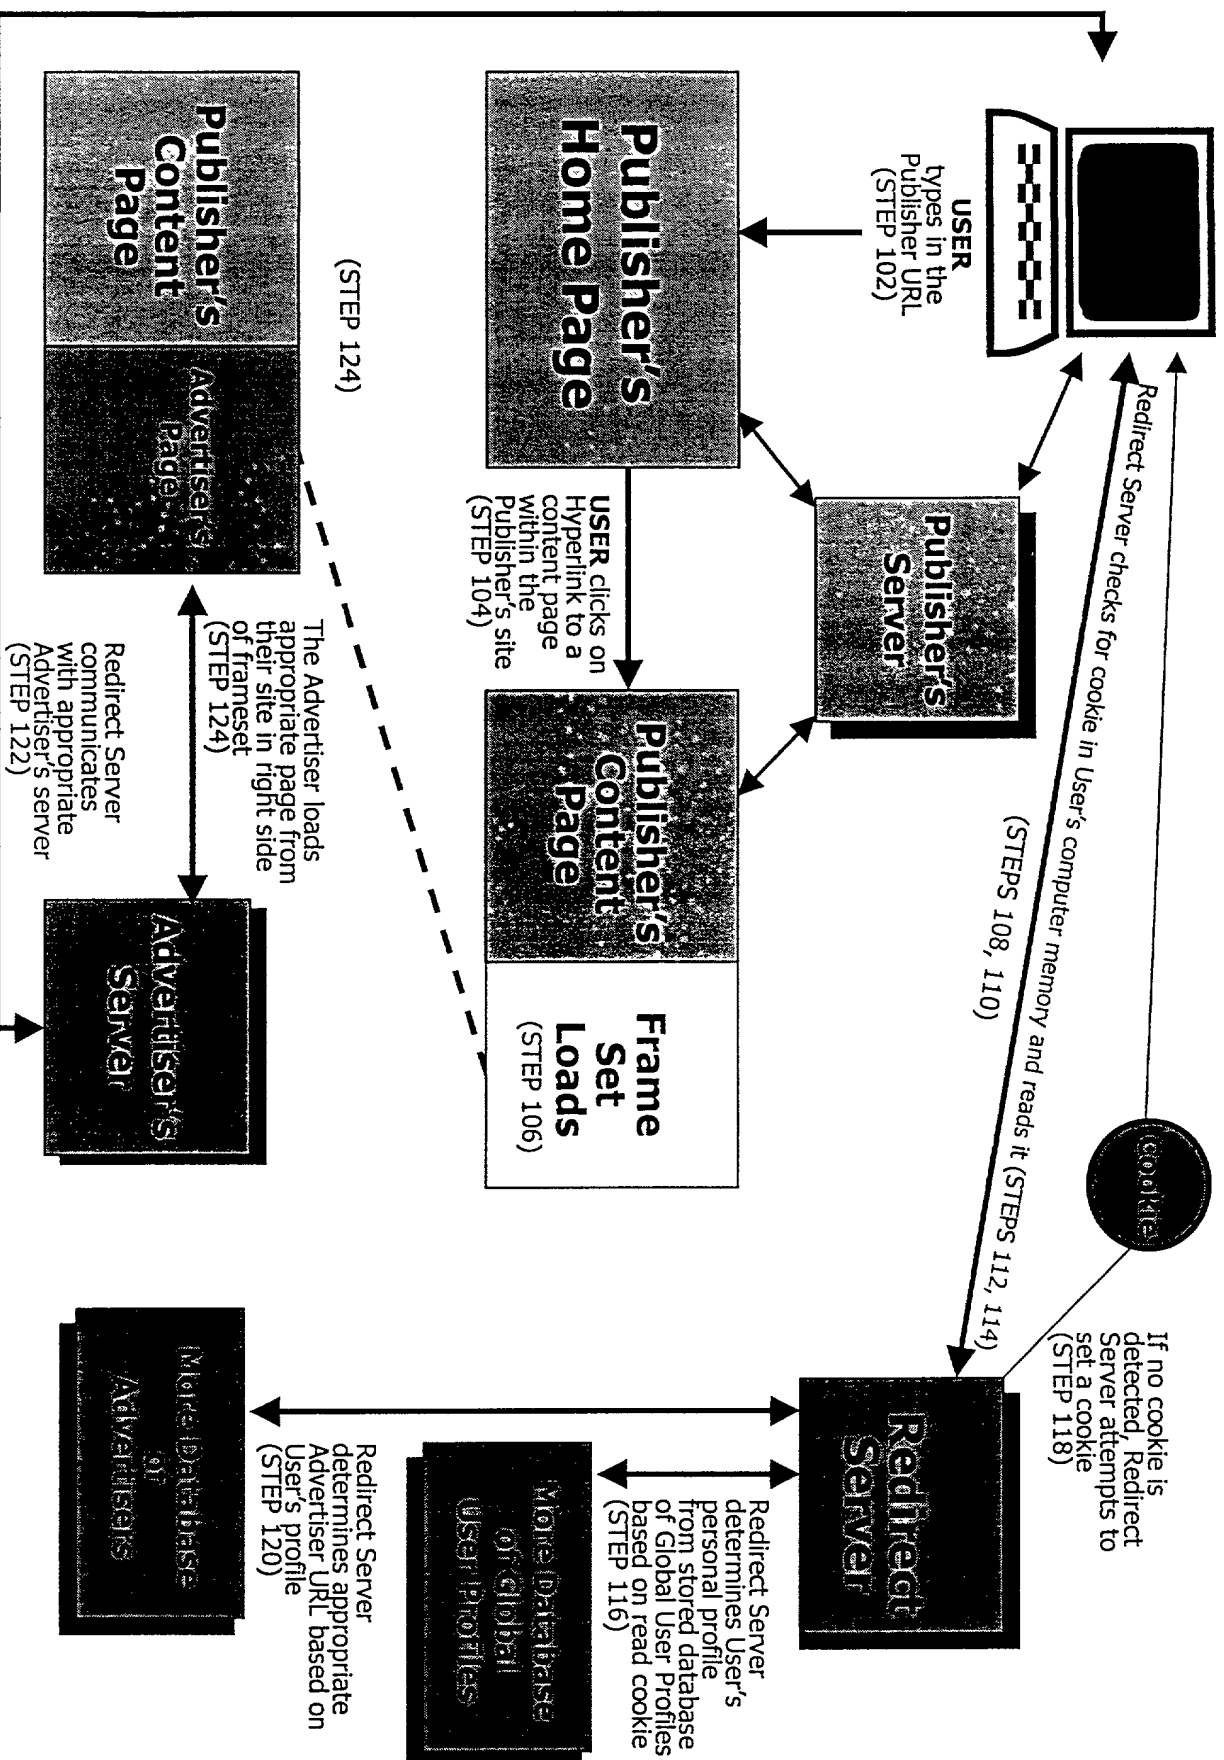 USER
types in the
Publisher URL
(STEP 102)
Publisher's
Home Page
Publisher's
Server
USER clicks on
Hyperlink to a
content page
within the
Publisher's site
(STEP 104)
Publisher's
Content
Page
Frame
Set
Loads
(STEP 106)
Redirect Server checks for cookie in User's computer memory and reads it (STEPS 112, 114)
(STEPS 108, 110)
cookie
If no cookie is
detected, Redirect
Server attempts to
set a cookie
(STEP 118)
Redirect
Server
Redirect Server
determines User's
personal profile
from stored database
of Global User Profiles
based on read cookie
(STEP 116)
More Database
of Global
User Profiles
Redirect Server
determines appropriate
Advertiser URL based on
User's profile
(STEP 120)
More Database
of
Advertisers
(STEP 124)
Publisher's
Content
Page
Advertiser's
Page
The Advertiser loads
appropriate page from
their site in right side
of frameset
(STEP 124)
Redirect Server
communicates
with appropriate
Advertiser's server
(STEP 122)
Advertiser's
Server